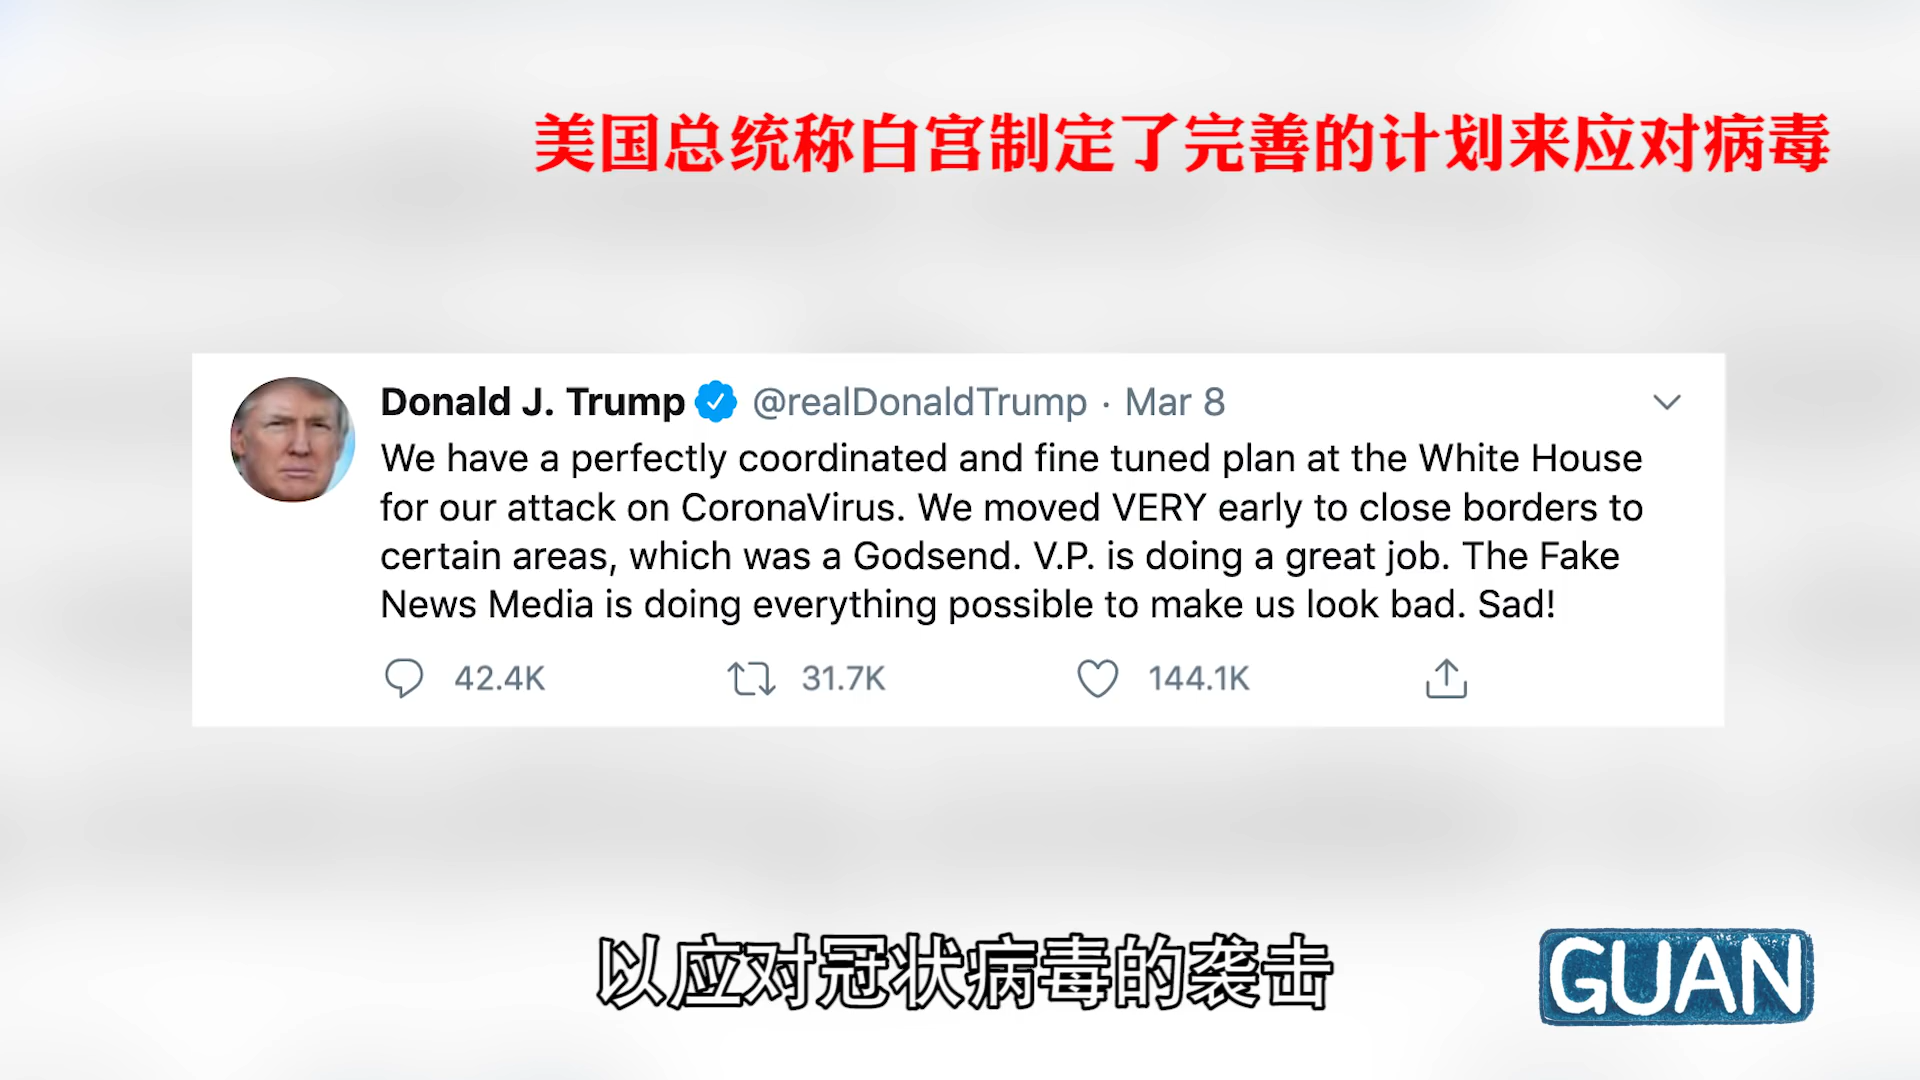 美国总统称白宫制定了完善的计划来应对病毒
Donald J. Trump @realDonaldTrump · Mar 8
We have a perfectly coordinated and fine tuned plan at the White House
for our attack on CoronaVirus. We moved VERY early to close borders to
certain areas, which was a Godsend. V.P. is doing a great job. The Fake
News Media is doing everything possible to make us look bad. Sad!
42.4K 31.7K 144.1K
以应对冠状病毒的袭击
GUAN